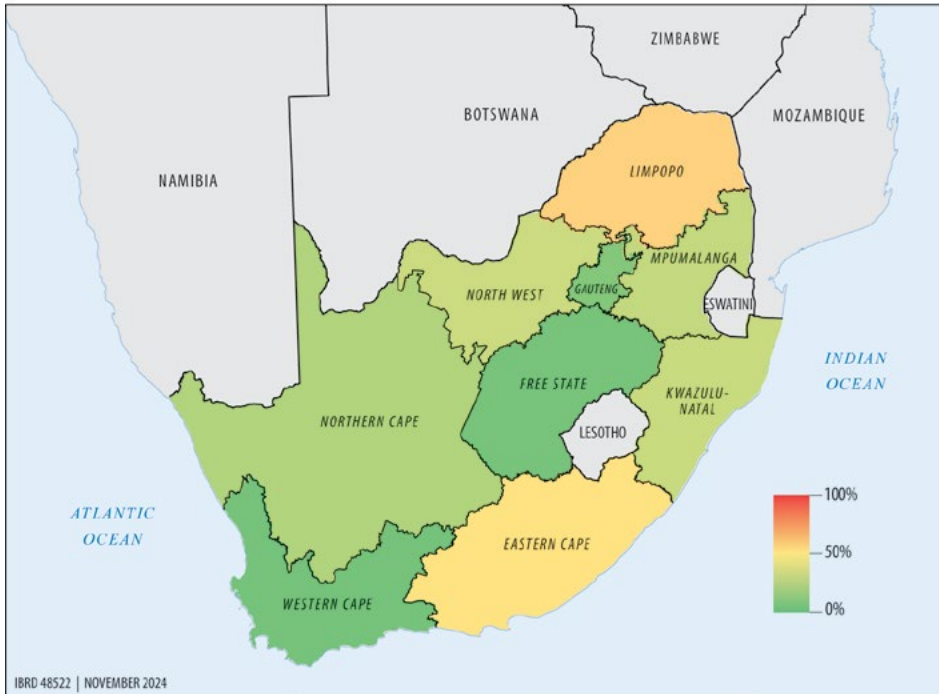 ZIMBABWE
MOZAMBIQUE
BOTSWANA
LIMPOPO
NAMIBIA
MPUMALANGA
GAUTENG
NORTH WEST
ESWATINI
INDIAN
OCEAN
FREE STATE
KWAZULU-
NATAL
NORTHERN CAPE
LESOTHO
100%
ATLANTIC
OCEAN
EASTERN CAPE
50%
WESTERN CAPE
0%
IBRD 48522 | NOVEMBER 2024